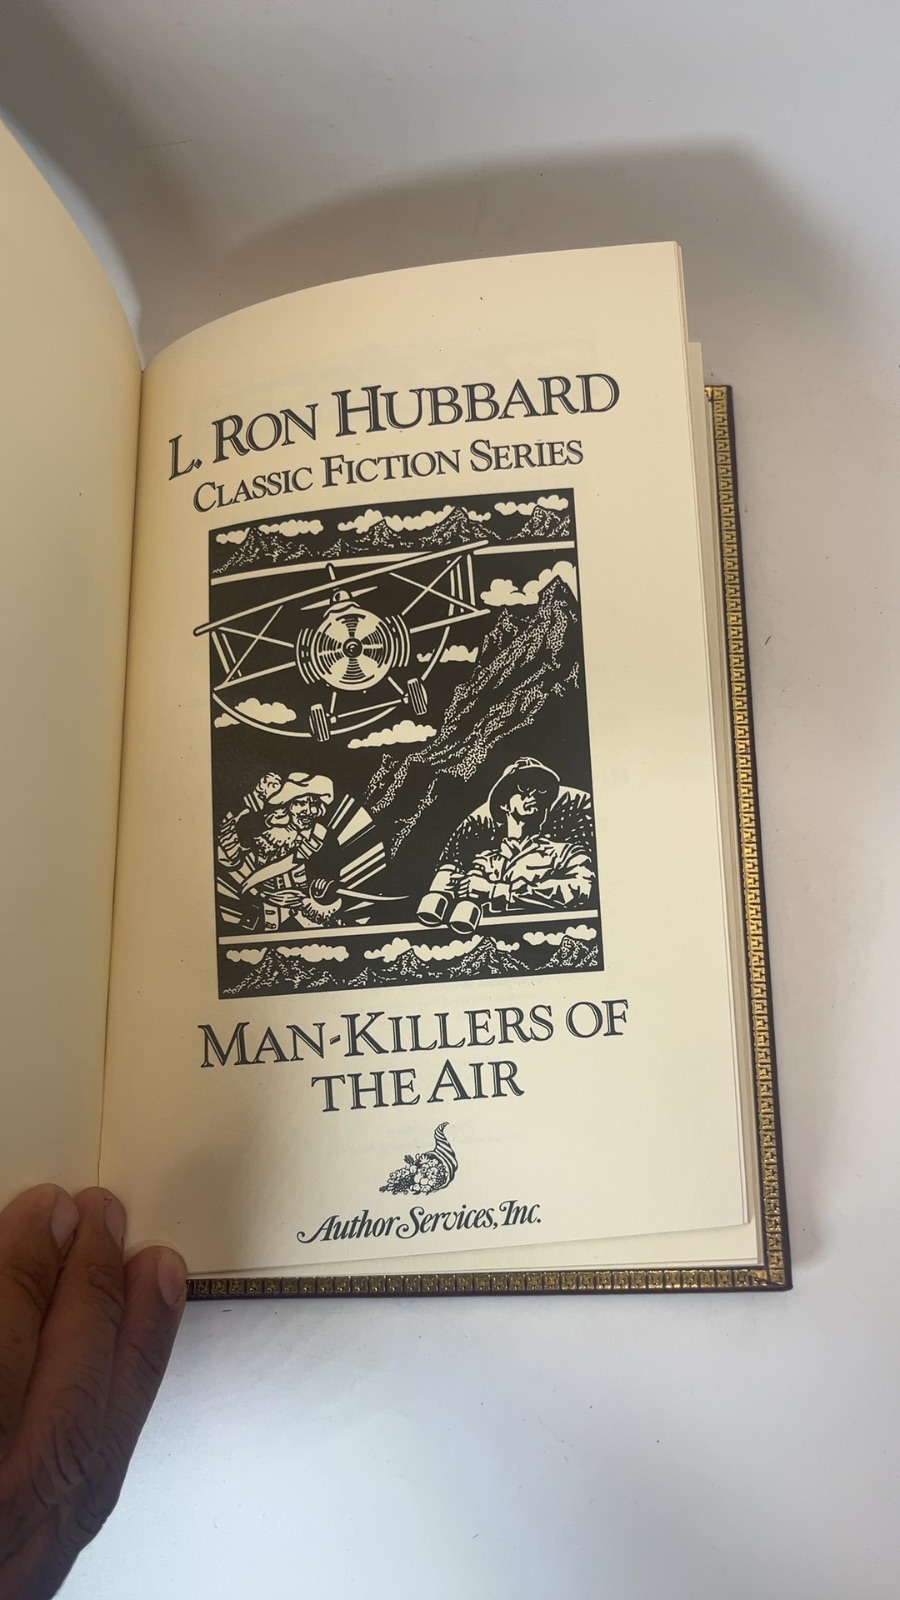 L. RON HUBBARD
CLASSIC FICTION SERIES
MAN-KILLERS OF
THE AIR
Author Services, Inc.